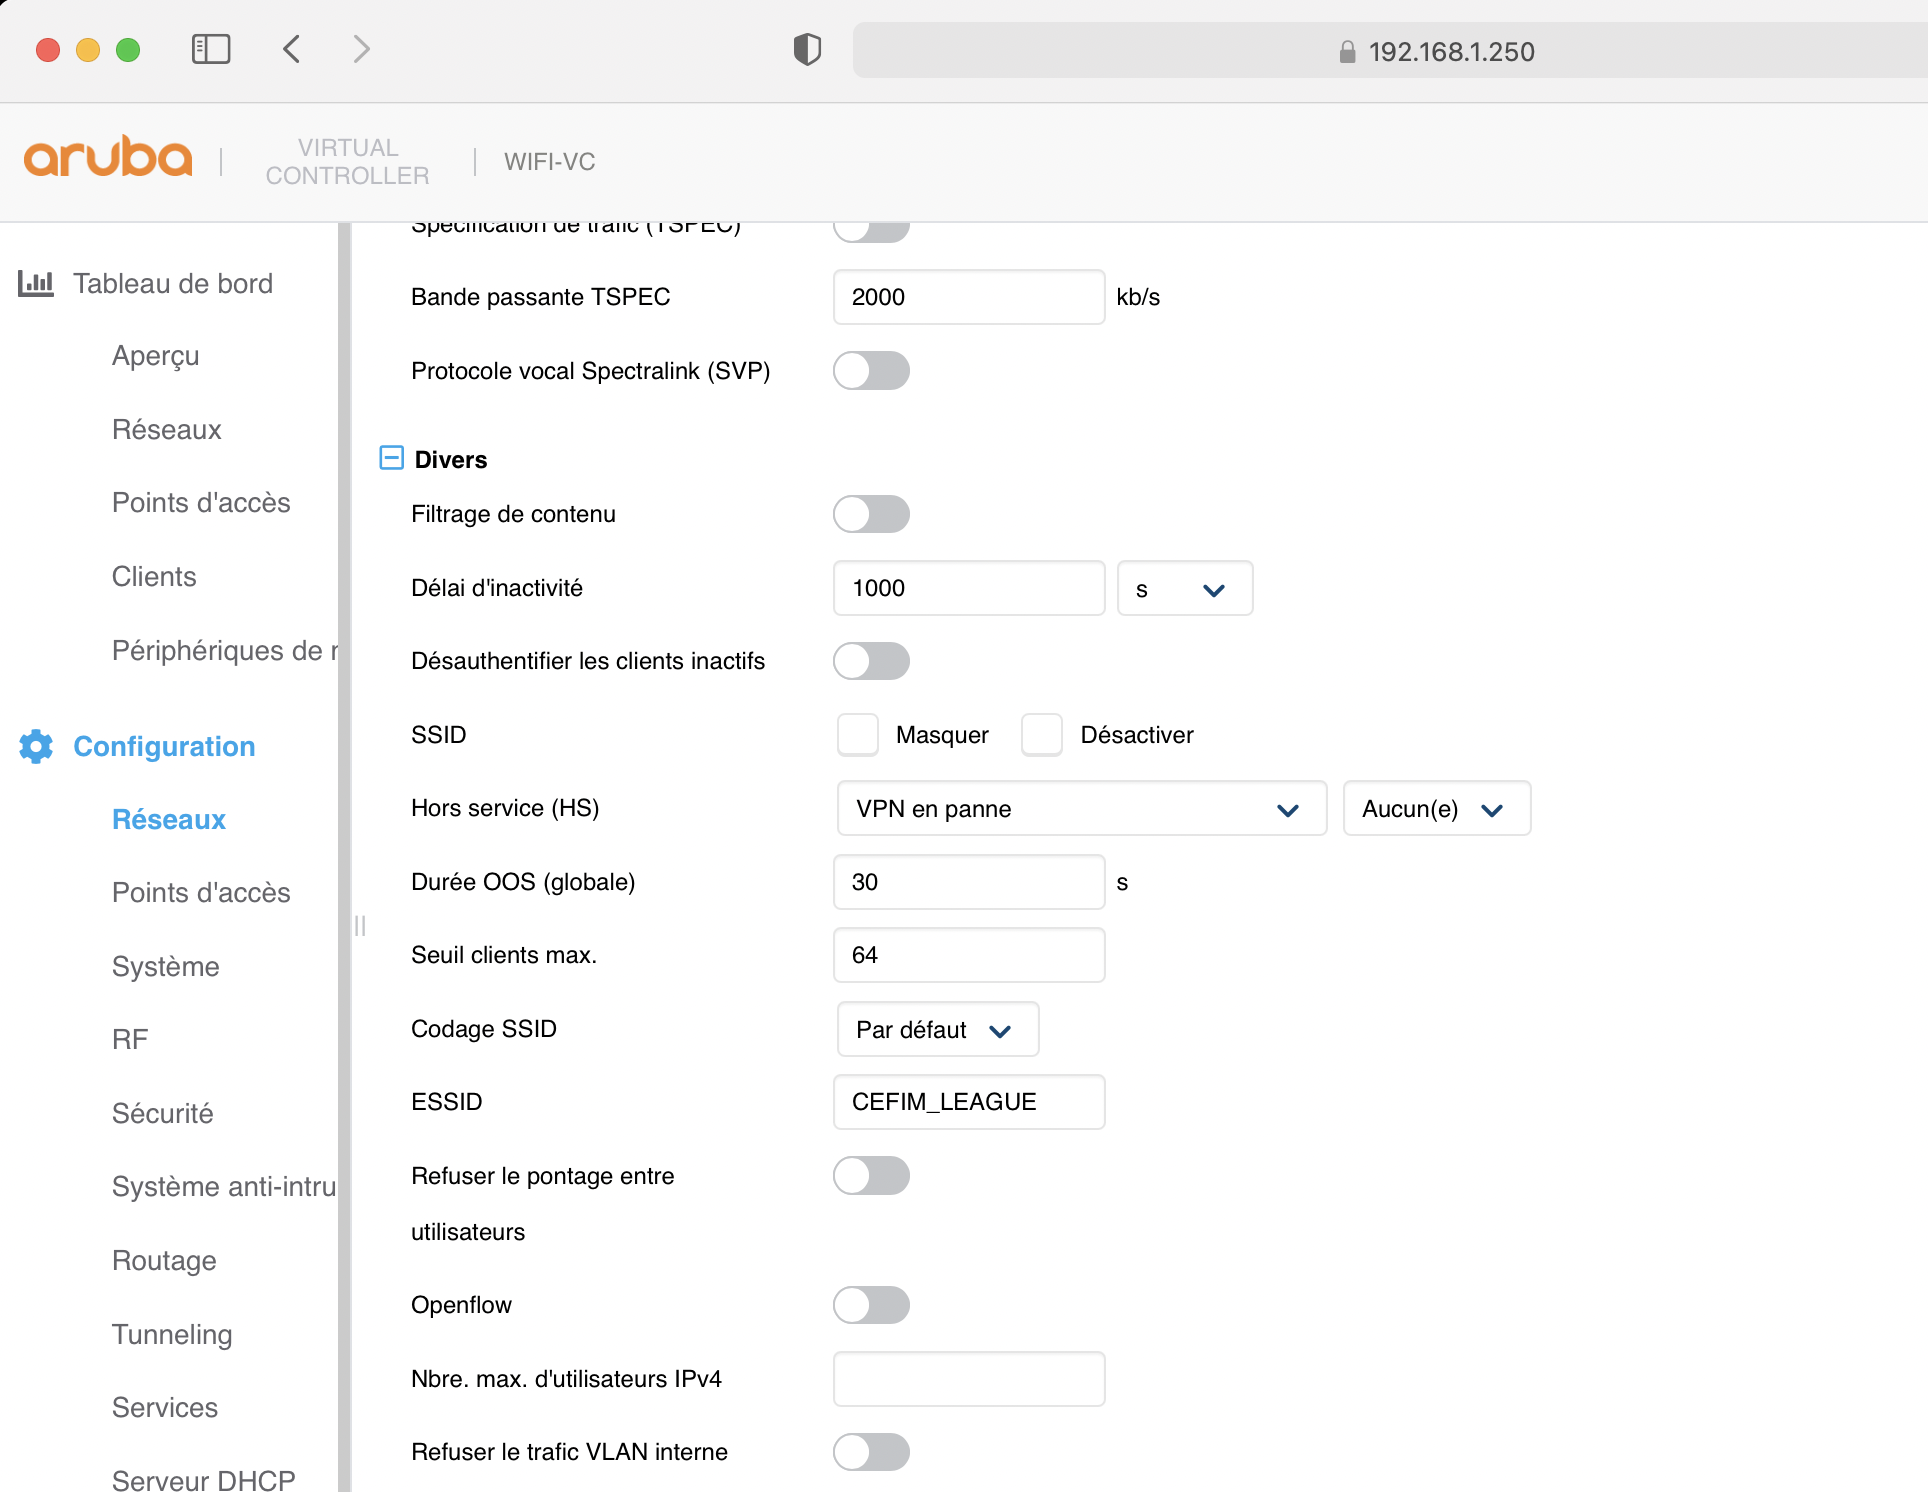 192.168.1.250
aruba
VIRTUAL
CONTROLLER
WIFI-VC
Spécification de trafic (TSPEC)
Tableau de bord
Bande passante TSPEC
2000
kb/s
Aperçu
Protocole vocal Spectralink (SVP)
Réseaux
Divers
Points d'accès
Filtrage de contenu
Clients
Délai d'inactivité
1000
s
Périphériques de r
Désauthentifier les clients inactifs
SSID
Masquer
Désactiver
Configuration
Hors service (HS)
VPN en panne
Aucun(e)
Réseaux
Durée OOS (globale)
30
s
Points d'accès
Seuil clients max.
64
Système
Codage SSID
Par défaut
RF
ESSID
CEFIM_LEAGUE
Sécurité
Refuser le pontage entre
utilisateurs
Système anti-intru
Routage
Openflow
Tunneling
Nbre. max. d'utilisateurs IPv4
Services
Refuser le trafic VLAN interne
Serveur DHCP